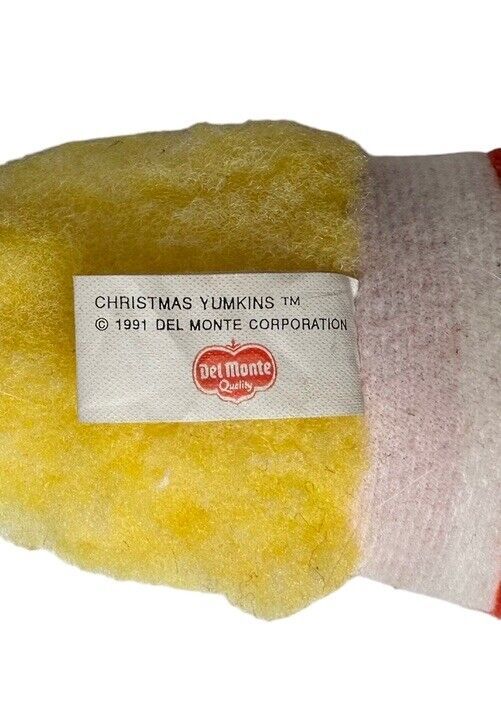 CHRISTMAS YUMKINS ™
© 1991 DEL MONTE CORPORATION
Del Monte
Quality